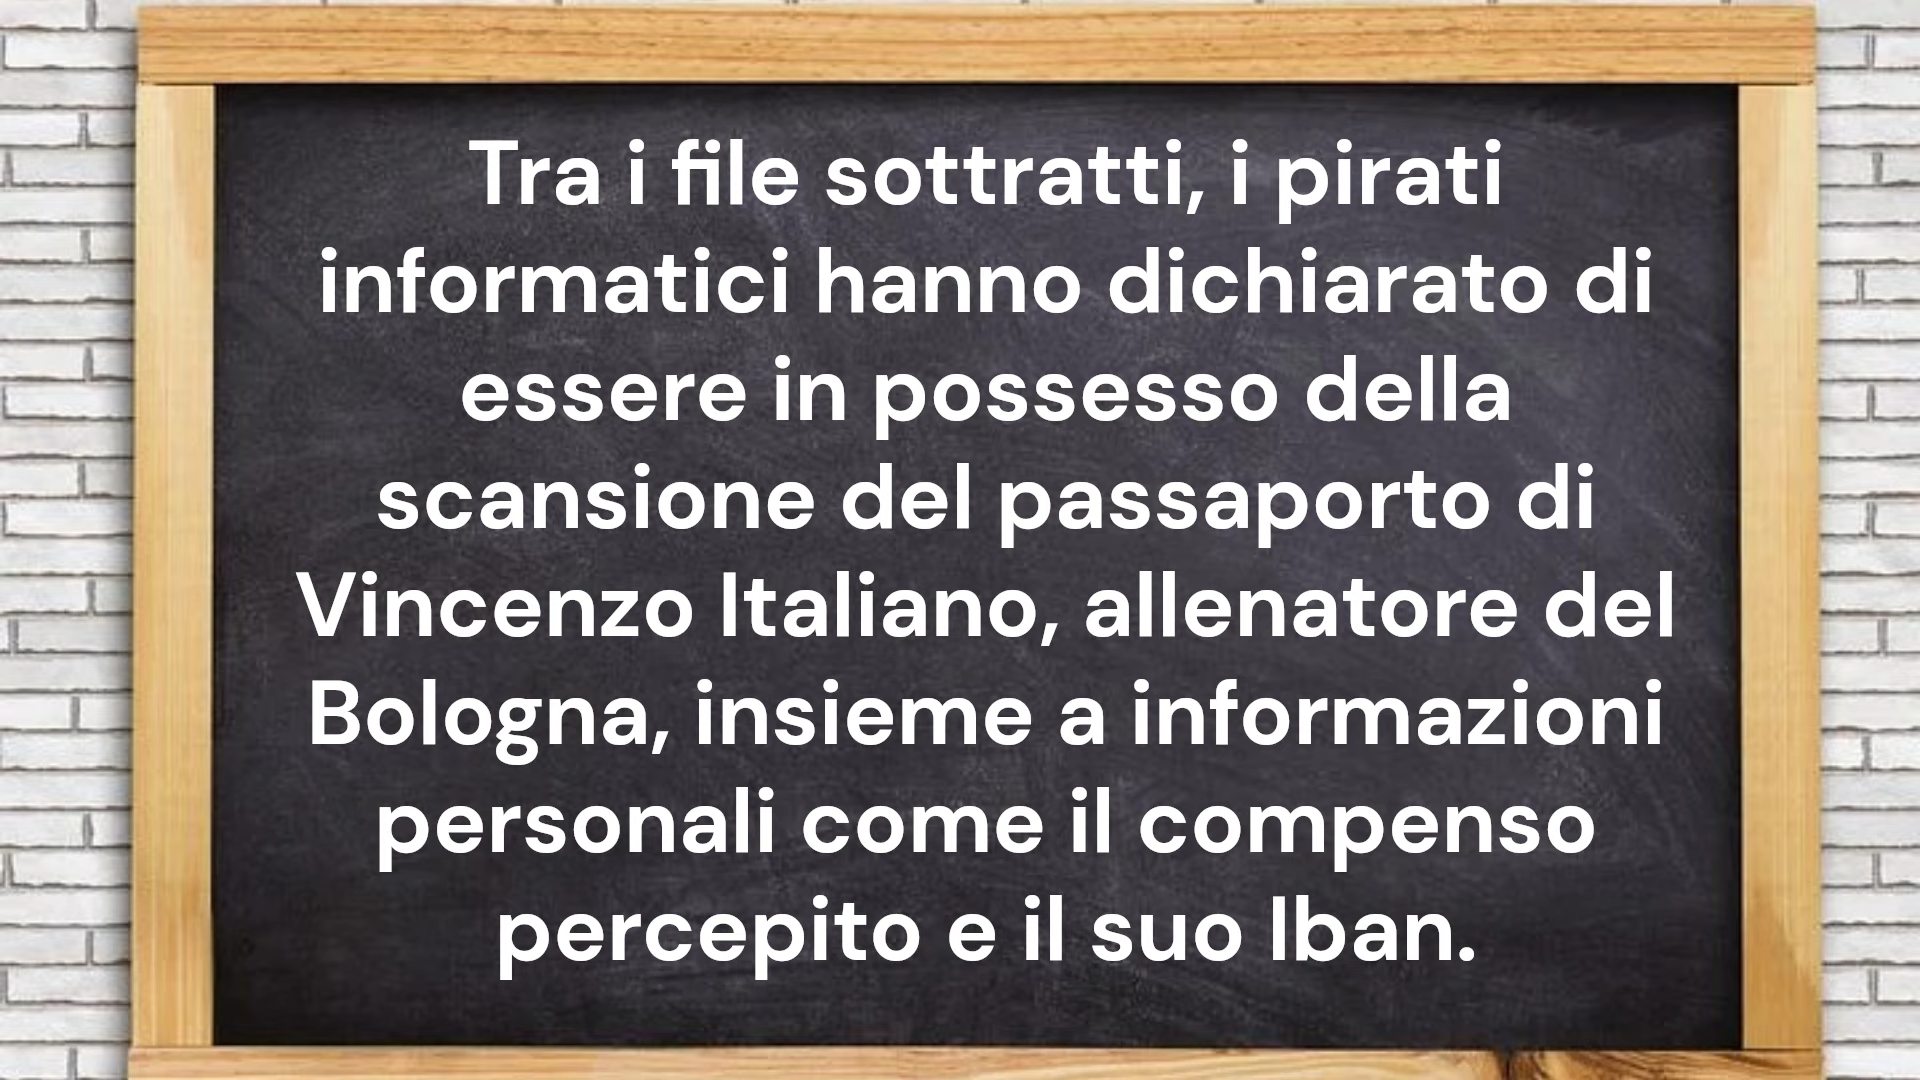 Tra i file sottratti, i pirati
informatici hanno dichiarato di
essere in possesso della
scansione del passaporto di
Vincenzo Italiano, allenatore del
Bologna, insieme a informazioni
personali come il compenso
percepito e il suo Iban.